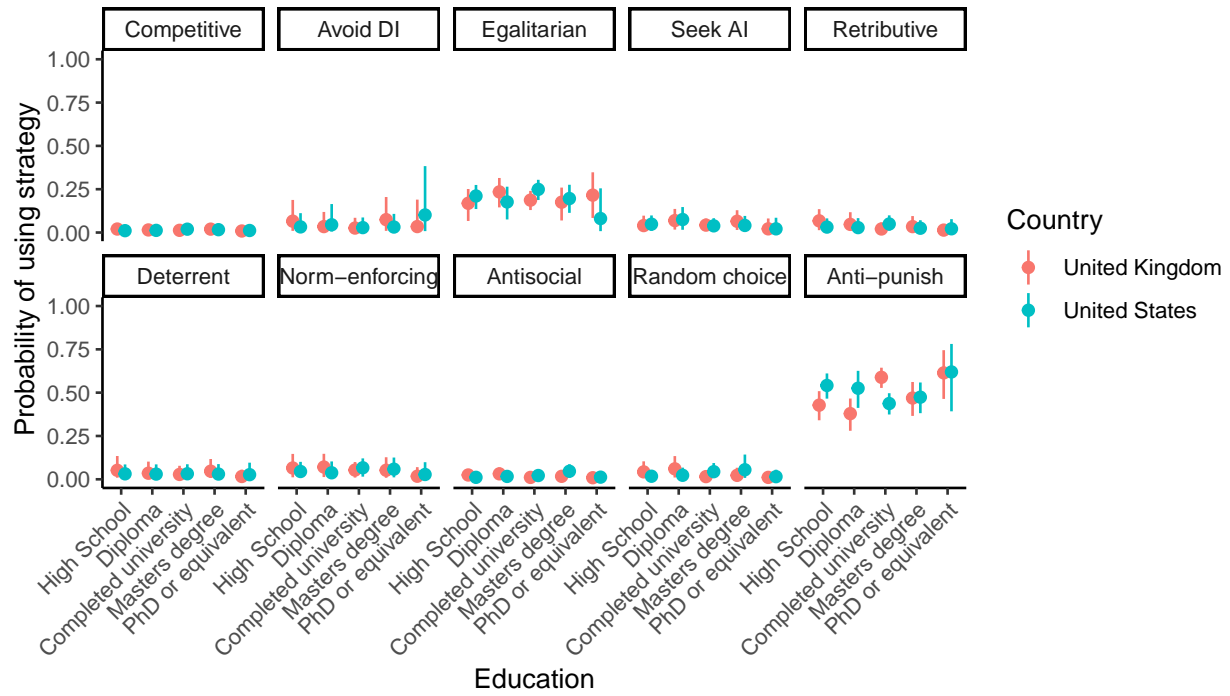 Competitive
Avoid DI
Egalitarian
Seek AI
Retributive
1.00
0.75
0.50
0.25
0.00
Deterrent
Norm−enforcing
Antisocial
Random choice
Anti−punish
1.00
0.75
0.50
0.25
0.00
High School
Diploma
Completed university
Masters degree
PhD or equivalent
High School
Diploma
Completed university
Masters degree
PhD or equivalent
High School
Diploma
Completed university
Masters degree
PhD or equivalent
High School
Diploma
Completed university
Masters degree
PhD or equivalent
High School
Diploma
Completed university
Masters degree
PhD or equivalent
Education
Probability of using strategy
Country
United Kingdom
United States